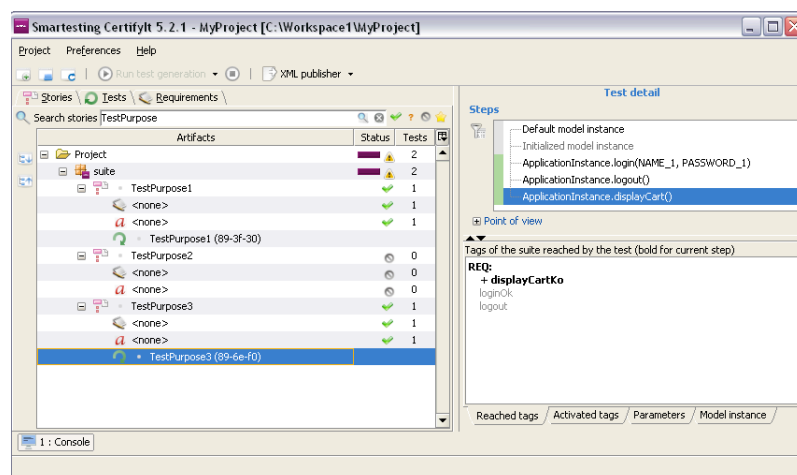 Smartesting CertifyIt 5.2.1 - MyProject [C:\Workspace1\MyProject]
Project Preferences Help
Run test generation XML publisher
Stories Tests Requirements
Search stories TestPurpose
Artifacts Status Tests
Project 2
suite 2
TestPurpose1 1
<none> 1
a <none> 1
TestPurpose1 (89-3f-30)
TestPurpose2 0
<none> 0
a <none> 0
TestPurpose3 1
<none> 1
a <none> 1
TestPurpose3 (89-6e-f0)
Test detail
Steps
Default model instance
Initialized model instance
ApplicationInstance.login(NAME_1, PASSWORD_1)
ApplicationInstance.logout()
ApplicationInstance.displayCart()
Point of view
Tags of the suite reached by the test (bold for current step)
REQ:
+ displayCartKo
loginOk
logout
Reached tags Activated tags Parameters Model instance
1 : Console